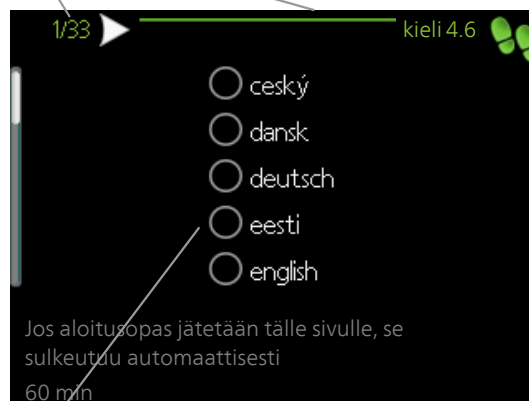 1/33 kieli 4.6
ceský
dansk
deutsch
eesti
english
Jos aloitusopas jätetään tälle sivulle, se
sulkeutuu automaattisesti
60 min